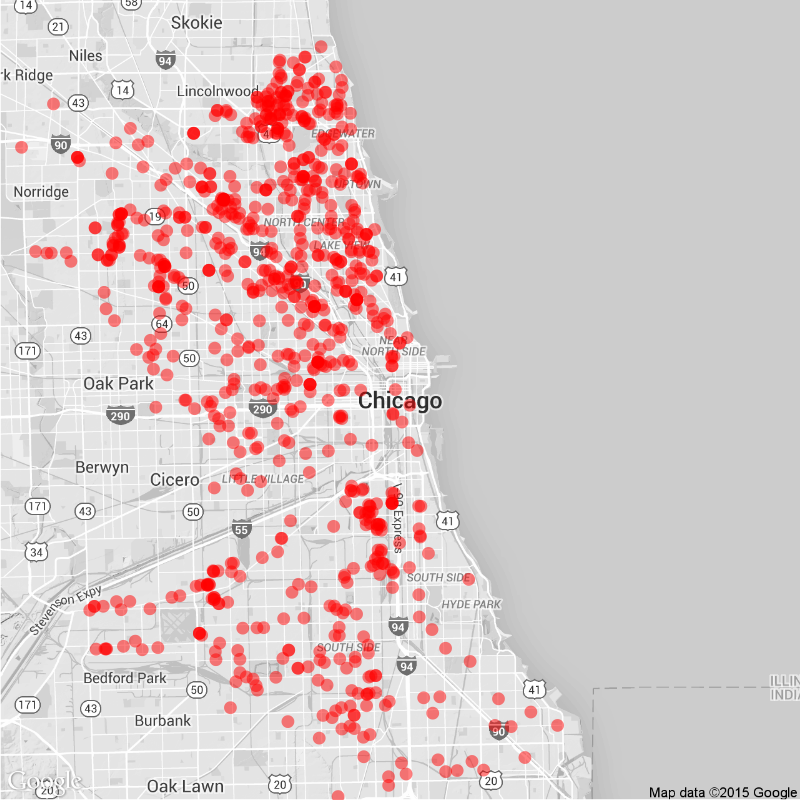 14
58
21
Skokie
Niles
94
rk Ridge
14
Lincolnwood
43
EDGEWATER
90
UPTOWN
Norridge
19
NORTH CENTER
94
LAKE VIEW
41
50
64
43
NEAR
NORTH SIDE
171
50
Oak Park
290
290
Chicago
Berwyn
Cicero
LITTLE VILLAGE
171
43
50
41
55
Express
34
SOUTH SIDE
Stevenson Expy
HYDE PARK
94
SOUTH SIDE
94
Bedford Park
50
41
ILLIN
INDIA
171
43
Burbank
90
Google
Oak Lawn
20
20
20
Map data ©2015 Google